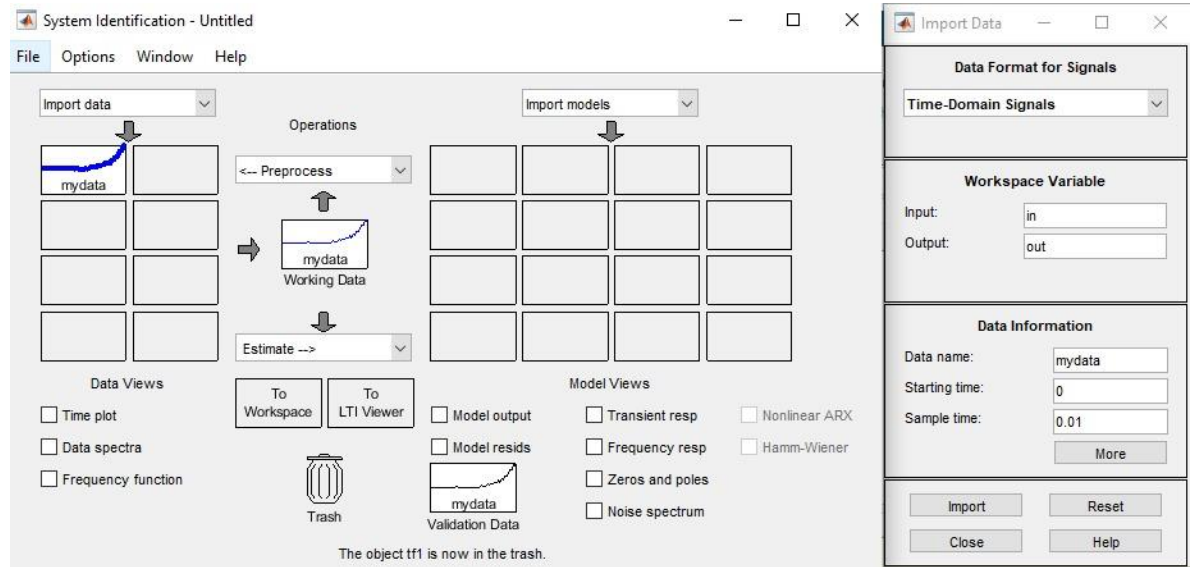 System Identification - Untitled
File Options Window Help
Import data
Import models
Operations
mydata
<-- Preprocess
mydata
Working Data
Estimate -->
Data Views
Time plot
Data spectra
Frequency function
To Workspace
To LTI Viewer
Trash
Model Views
Model output
Transient resp
Nonlinear ARX
Model resids
Frequency resp
Hamm-Wiener
Zeros and poles
Noise spectrum
mydata
Validation Data
The object tf1 is now in the trash.
Import Data
Data Format for Signals
Time-Domain Signals
Workspace Variable
Input: in
Output: out
Data Information
Data name: mydata
Starting time: 0
Sample time: 0.01
More
Import Reset
Close Help